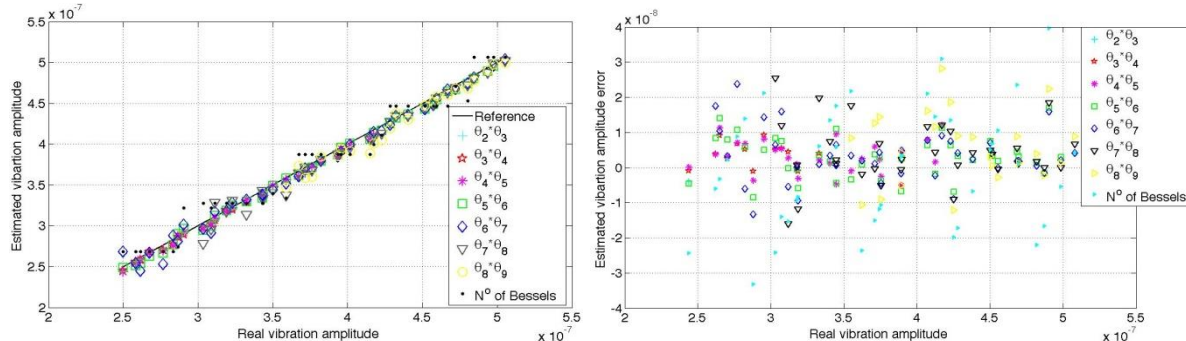 x 10⁻⁷
5.5
5
4.5
4
3.5
3
2.5
2
Estimated vibartion amplitude
Reference
θ₂*θ₃
θ₃*θ₄
θ₄*θ₅
θ₅*θ₆
θ₆*θ₇
θ₇*θ₈
θ₈*θ₉
Nº of Bessels
2 2.5 3 3.5 4 4.5 5 5.5
Real vibration amplitude
x 10⁻⁷
x 10⁻⁸
4
3
2
1
0
-1
-2
-3
-4
Estimated vibartion amplitude error
θ₂*θ₃
θ₃*θ₄
θ₄*θ₅
θ₅*θ₆
θ₆*θ₇
θ₇*θ₈
θ₈*θ₉
Nº of Bessels
2 2.5 3 3.5 4 4.5 5 5.5
Real vibration amplitude
x 10⁻⁷